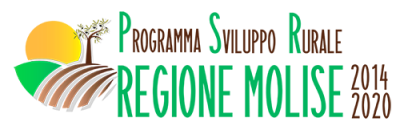 PROGRAMMA SVILUPPO RURALE
REGIONE MOLISE 2014
2020